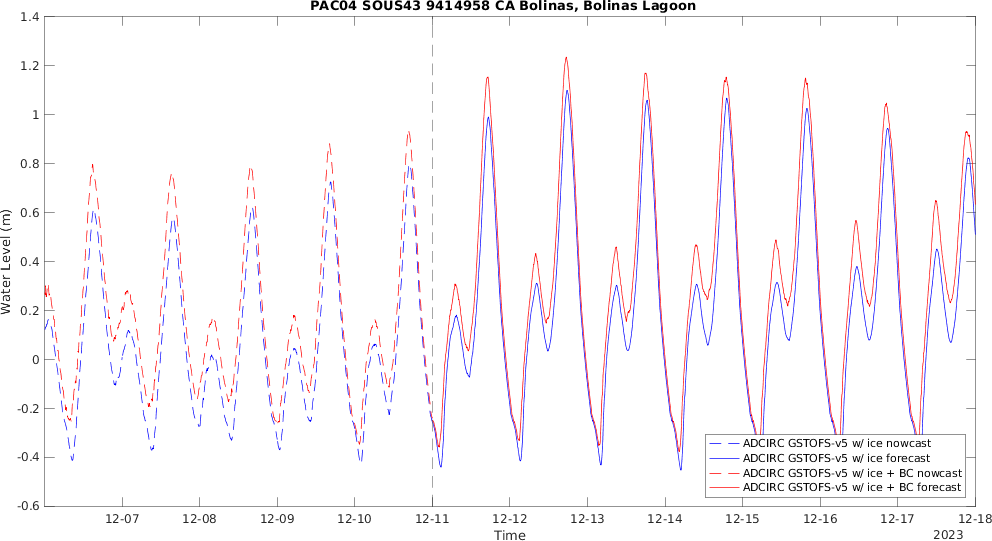 PAC04 SOUS43 9414958 CA Bolinas, Bolinas Lagoon
1.4
1.2
1
0.8
0.6
0.4
0.2
0
-0.2
-0.4
-0.6
Water Level (m)
ADCIRC GSTOFS-v5 w/ ice nowcast
ADCIRC GSTOFS-v5 w/ ice forecast
ADCIRC GSTOFS-v5 w/ ice + BC nowcast
ADCIRC GSTOFS-v5 w/ ice + BC forecast
12-07 12-08 12-09 12-10 12-11 12-12 12-13 12-14 12-15 12-16 12-17 12-18
Time
2023